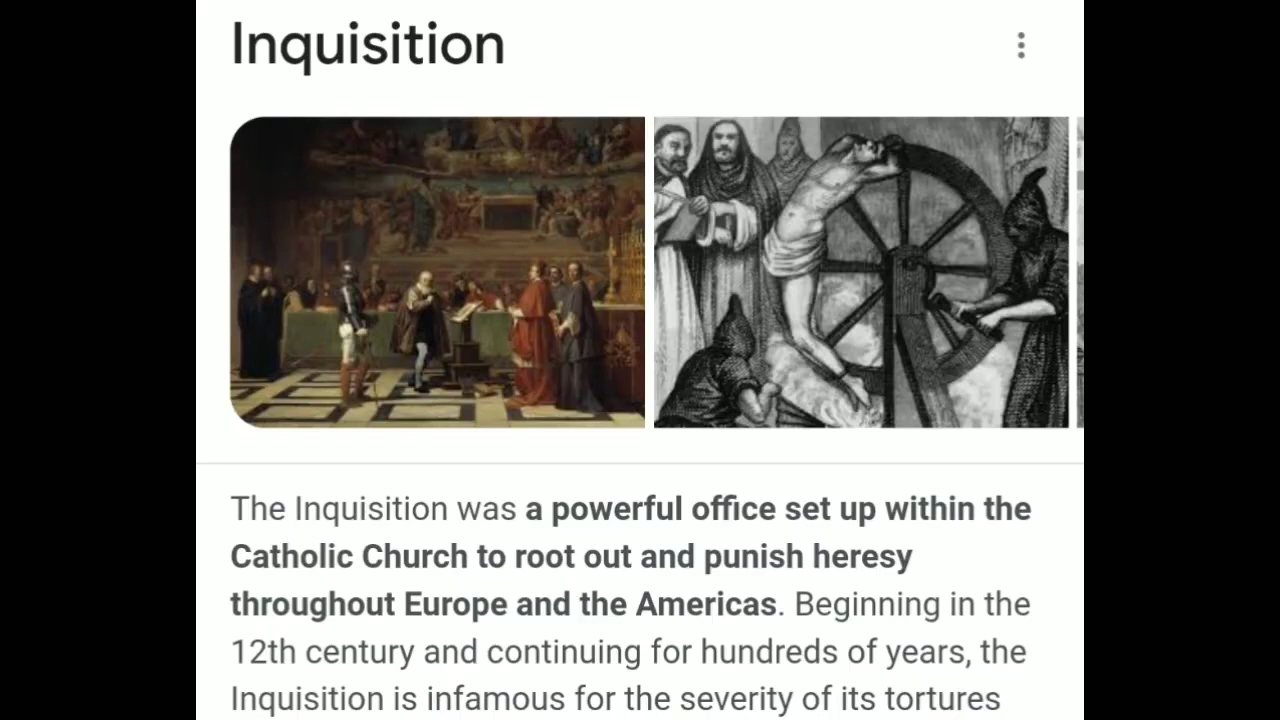 Inquisition
The Inquisition was a powerful office set up within the
Catholic Church to root out and punish heresy
throughout Europe and the Americas. Beginning in the
12th century and continuing for hundreds of years, the
Inquisition is infamous for the severity of its tortures